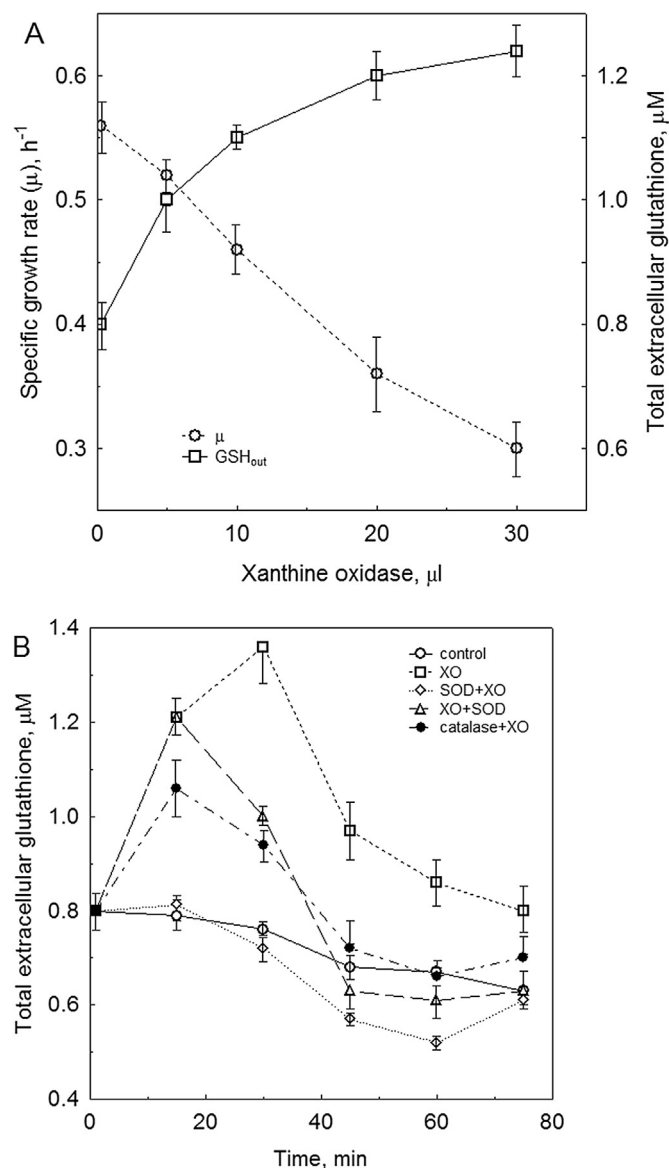 A
Specific growth rate (μ), h⁻¹
0.6
0.5
0.4
0.3
1.2
1.0
0.8
0.6
Total extracellular glutathione, μM
μ
GSHout
0 10 20 30
Xanthine oxidase, μl
B
Total extracellular glutathione, μM
1.4
1.2
1.0
0.8
0.6
0.4
control
XO
SOD+XO
XO+SOD
catalase+XO
0 20 40 60 80
Time, min